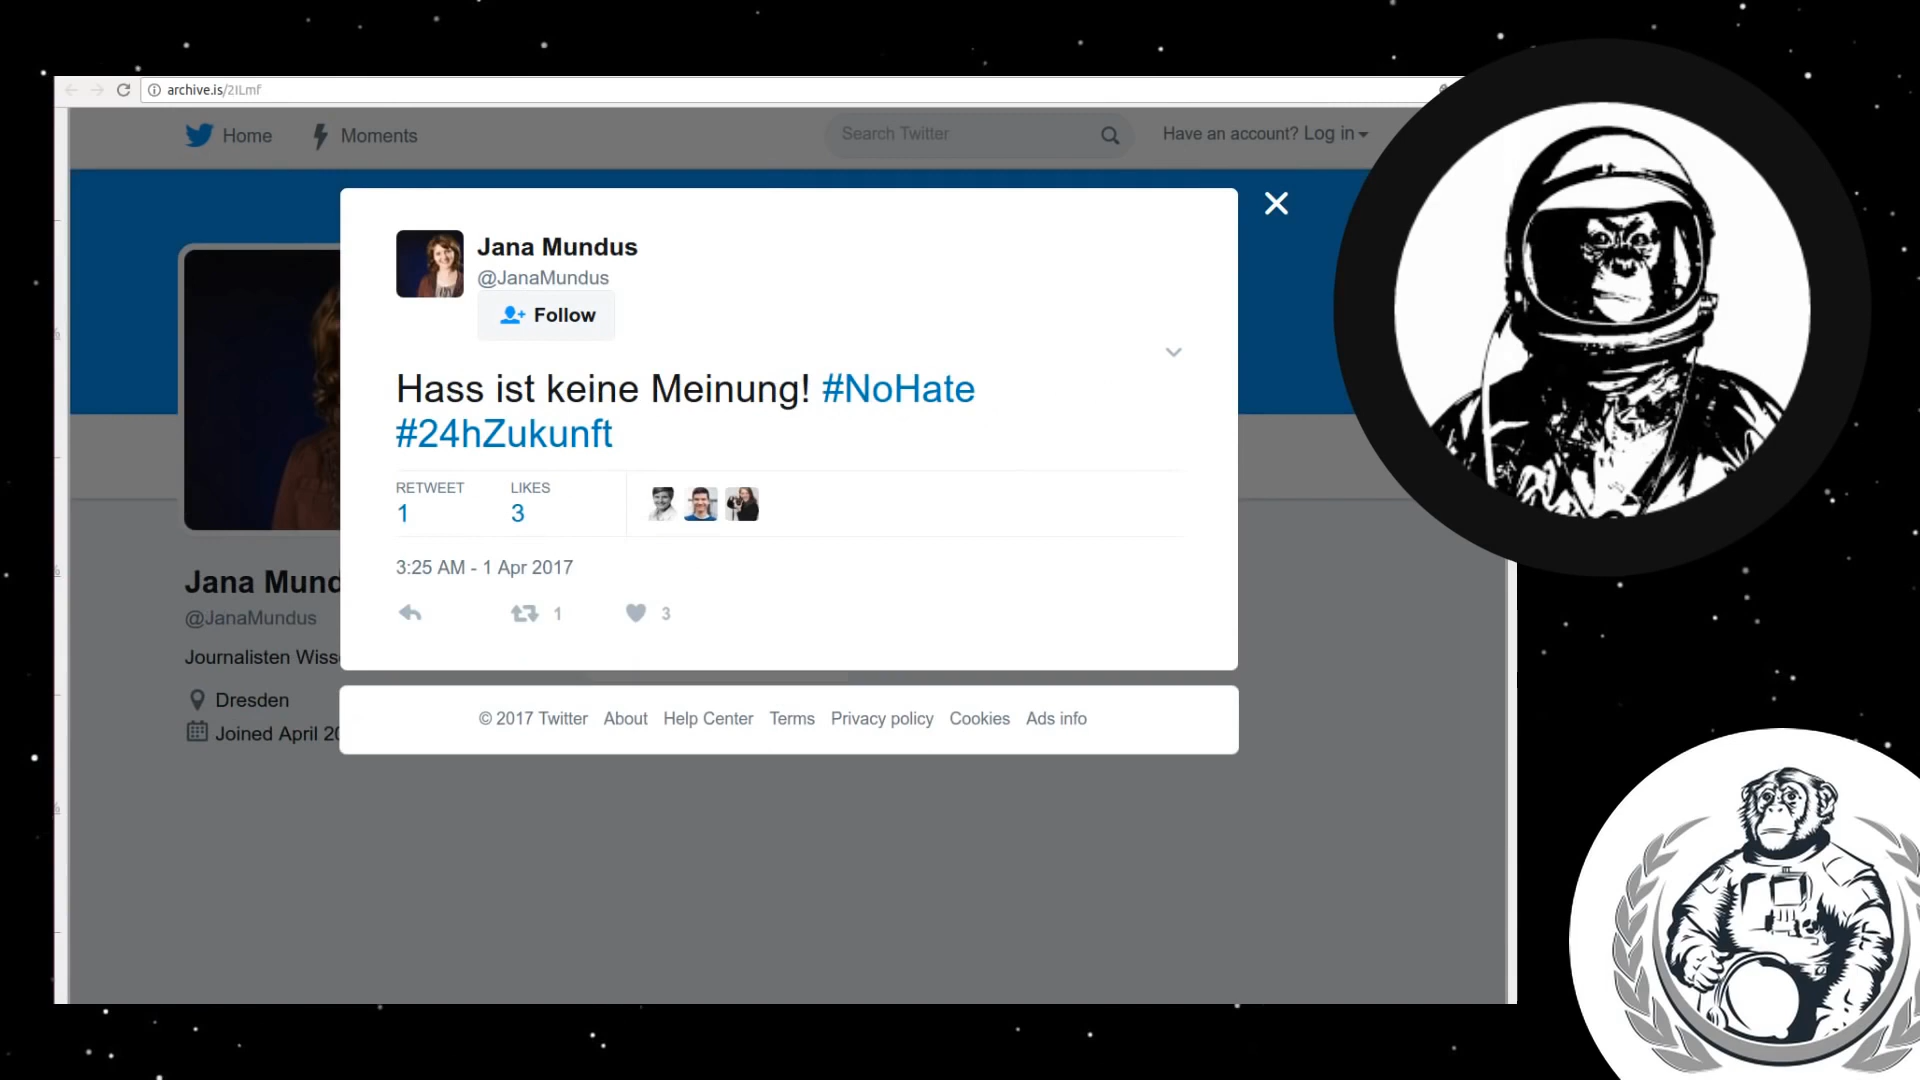 archive.is/2ILmf
Home
Moments
Search Twitter
Have an account? Log in
Jana Mundus
@JanaMundus
Follow
Hass ist keine Meinung! #NoHate
#24hZukunft
RETWEET
1
LIKES
3
3:25 AM - 1 Apr 2017
1
3
Jana Mund
@JanaMundus
Journalisten Wiss
Dresden
Joined April 20
© 2017 Twitter About Help Center Terms Privacy policy Cookies Ads info